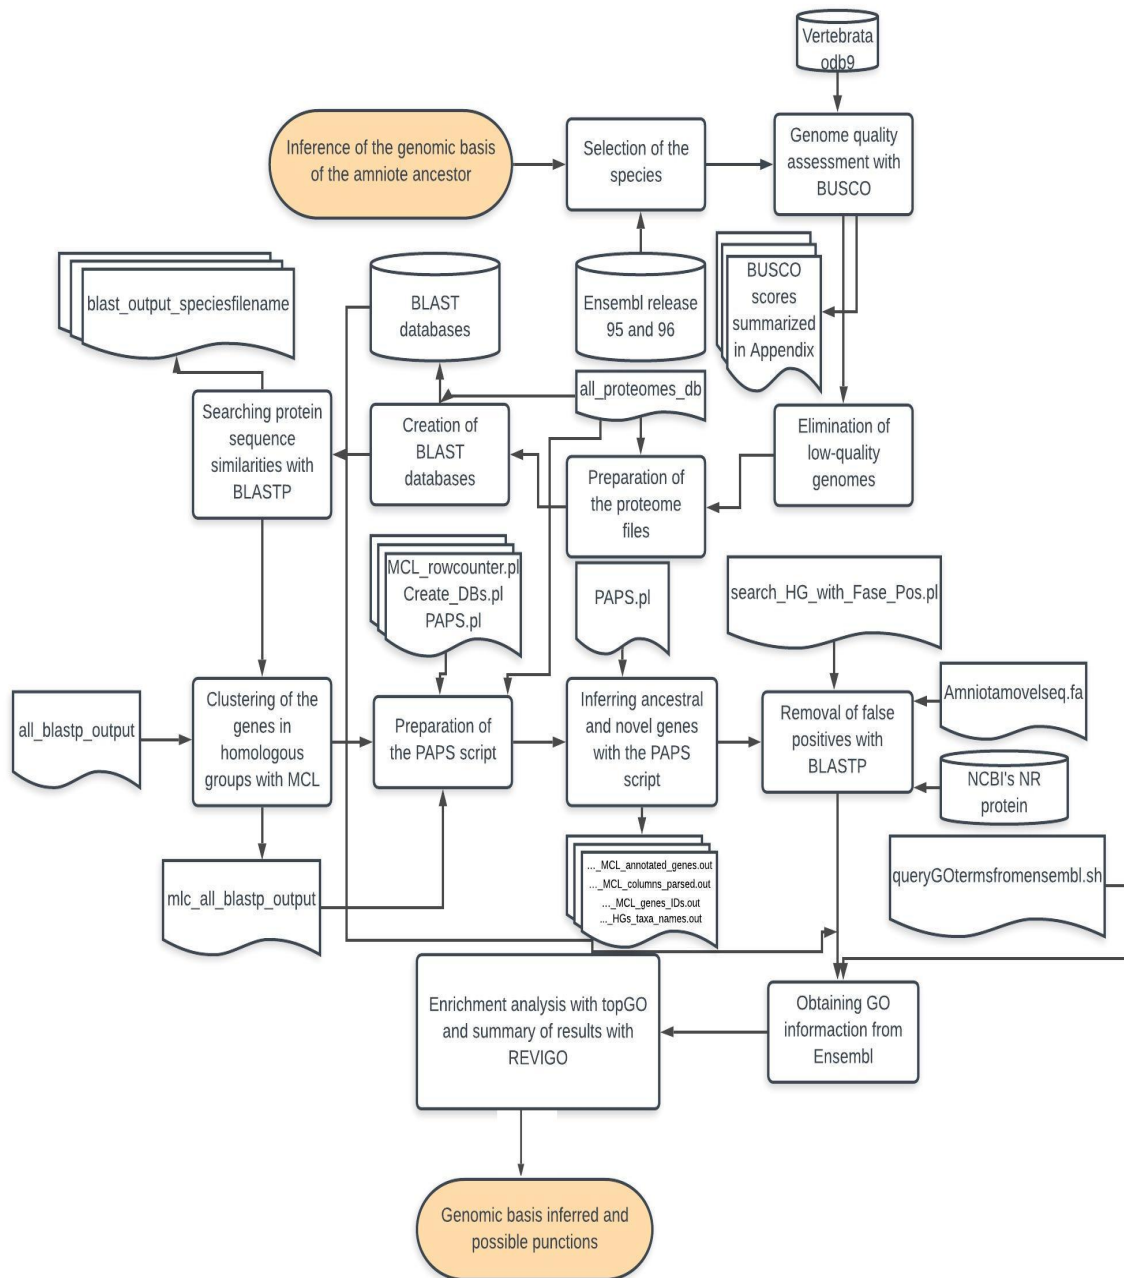 Vertebrata
odb9
Inference of the genomic basis
of the amniote ancestor
Selection of the
species
Genome quality
assessment with
BUSCO
blast_output_speciesfilename
BLAST
databases
Ensembl release
95 and 96
BUSCO
scores
summarized
in Appendix
all_proteomes_db
Searching protein
sequence
similarities with
BLASTP
Creation of
BLAST
databases
Preparation of
the proteome
files
Elimination of
low-quality
genomes
MCL_rowcounter.pl
Create_DBs.pl
PAPS.pl
PAPS.pl
search_HG_with_Fase_Pos.pl
all_blastp_output
Clustering of the
genes in
homologous
groups with MCL
Preparation of
the PAPS script
Inferring ancestral
and novel genes
with the PAPS
script
Removal of false
positives with
BLASTP
Amniotamovelseq.fa
NCBI's NR
protein
mlc_all_blastp_output
..._MCL_annotated_genes.out
..._MCL_columns_parsed.out
..._MCL_genes_IDs.out
..._HGs_taxa_names.out
queryGOtermsfromensembl.sh
Enrichment analysis with topGO
and summary of results with
REVIGO
Obtaining GO
informaction from
Ensembl
Genomic basis inferred and
possible punctions